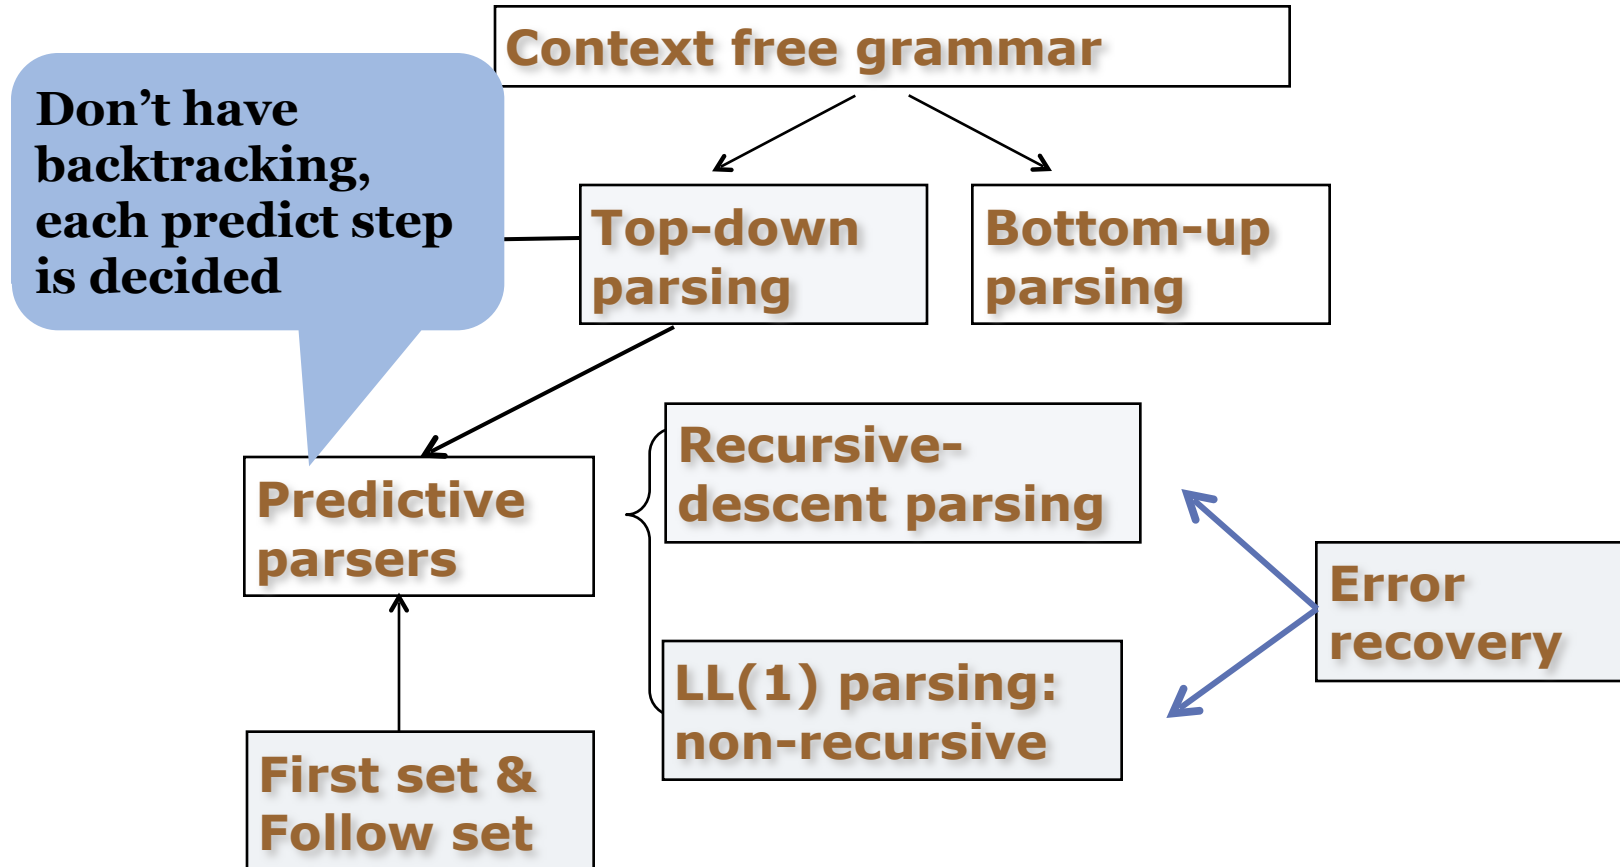 Context free grammar
Don’t have
backtracking,
each predict step
is decided
Top-down
parsing
Bottom-up
parsing
Recursive-
descent parsing
Predictive
parsers
Error
recovery
LL(1) parsing:
non-recursive
First set &
Follow set